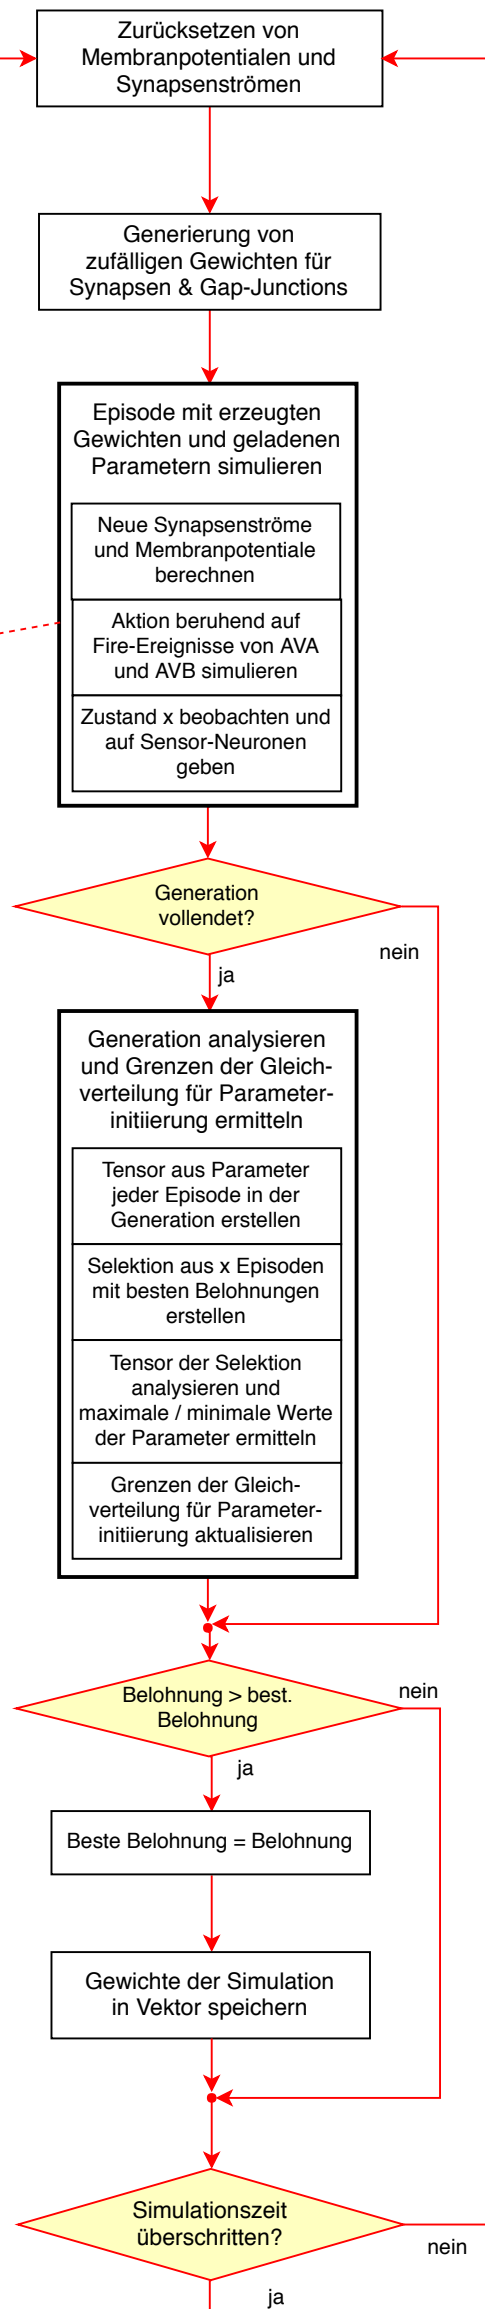 Zurücksetzen von
Membranpotentialen und
Synapsenströmen
Generierung von
zufälligen Gewichten für
Synapsen & Gap-Junctions
Episode mit erzeugten
Gewichten und geladenen
Parametern simulieren
Neue Synapsenströme
und Membranpotentiale
berechnen
Aktion beruhend auf
Fire-Ereignisse von AVA
und AVB simulieren
Zustand x beobachten und
auf Sensor-Neuronen
geben
Generation
vollendet?
nein
ja
Generation analysieren
und Grenzen der Gleich-
verteilung für Parameter-
initiierung ermitteln
Tensor aus Parameter
jeder Episode in der
Generation erstellen
Selektion aus x Episoden
mit besten Belohnungen
erstellen
Tensor der Selektion
analysieren und
maximale / minimale Werte
der Parameter ermitteln
Grenzen der Gleich-
verteilung für Parameter-
initiierung aktualisieren
Belohnung > best.
Belohnung
nein
ja
Beste Belohnung = Belohnung
Gewichte der Simulation
in Vektor speichern
Simulationszeit
überschritten?
nein
ja